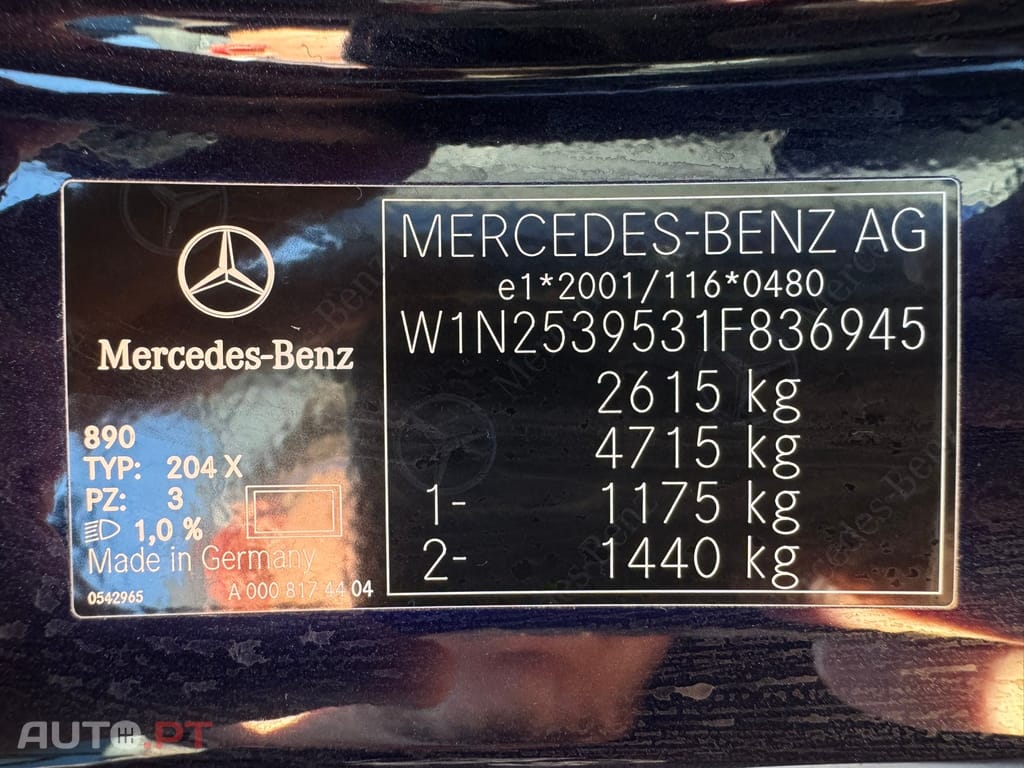 Mercedes-Benz
890
TYP: 204 X
PZ: 3
1,0 %
Made in Germany
0542965
A 000 817 44 04
MERCEDES-BENZ AG
e1*2001/116*0480
W1N2539531F836945
2615 kg
4715 kg
1- 1175 kg
2- 1440 kg
AUTO.PT